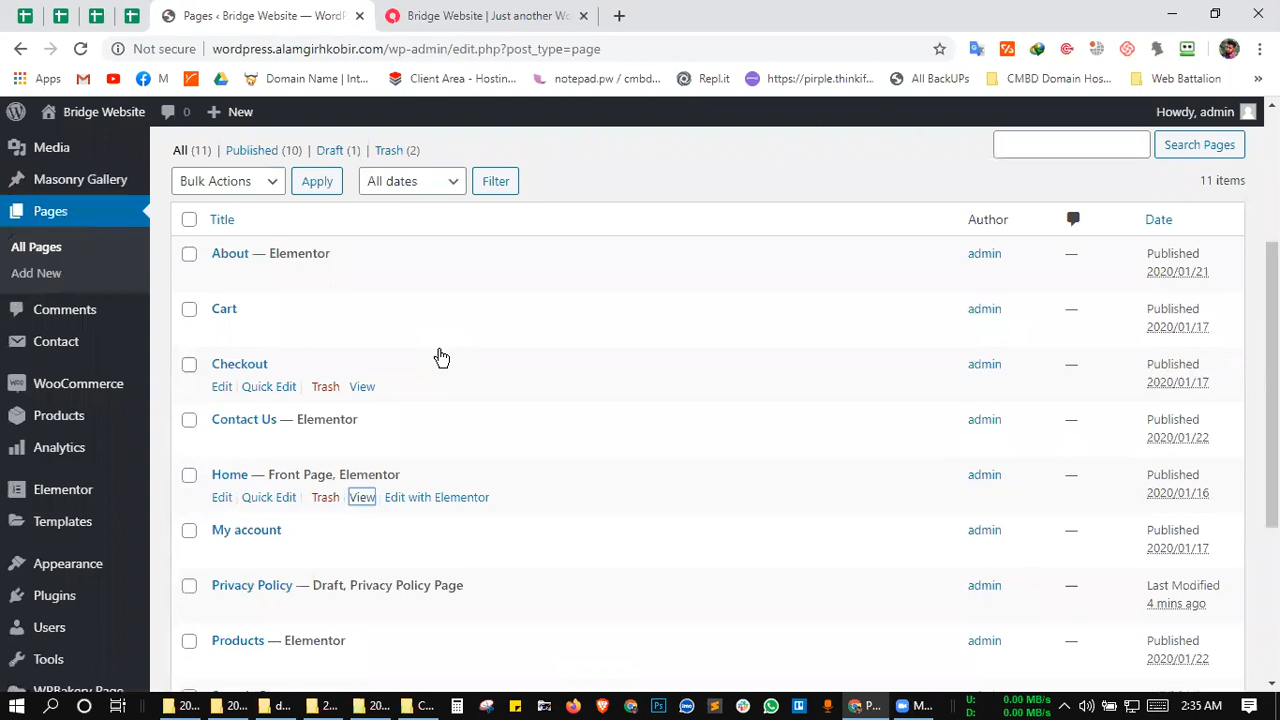 Pages ‹ Bridge Website — WordPr
Bridge Website | Just another Wo
Not secure wordpress.alamgirhkobir.com/wp-admin/edit.php?post_type=page
Apps M Domain Name | Int... Client Area - Hostin... notepad.pw / cmbd... Repl.it https://pirple.thinkif... All BackUPs CMBD Domain Hos... Web Battalion »
Bridge Website 0 New Howdy, admin
Media
Masonry Gallery
Pages
All Pages
Add New
Comments
Contact
WooCommerce
Products
Analytics
Elementor
Templates
Appearance
Plugins
Users
Tools
WPBakery Page
All (11) | Published (10) | Draft (1) | Trash (2)
Search Pages
Bulk Actions Apply All dates Filter 11 items
Title Author Date
About — Elementor admin — Published
2020/01/21
Cart admin — Published
2020/01/17
Checkout admin — Published
2020/01/17
Edit | Quick Edit | Trash | View
Contact Us — Elementor admin — Published
2020/01/22
Home — Front Page, Elementor admin — Published
2020/01/16
Edit | Quick Edit | Trash | View | Edit with Elementor
My account admin — Published
2020/01/17
Privacy Policy — Draft, Privacy Policy Page admin — Last Modified
4 mins ago
Products — Elementor admin — Published
2020/01/22
20... 20... d... 2... 20... C... P... M... U: 0.00 MB/s
D: 0.00 MB/s
2:35 AM